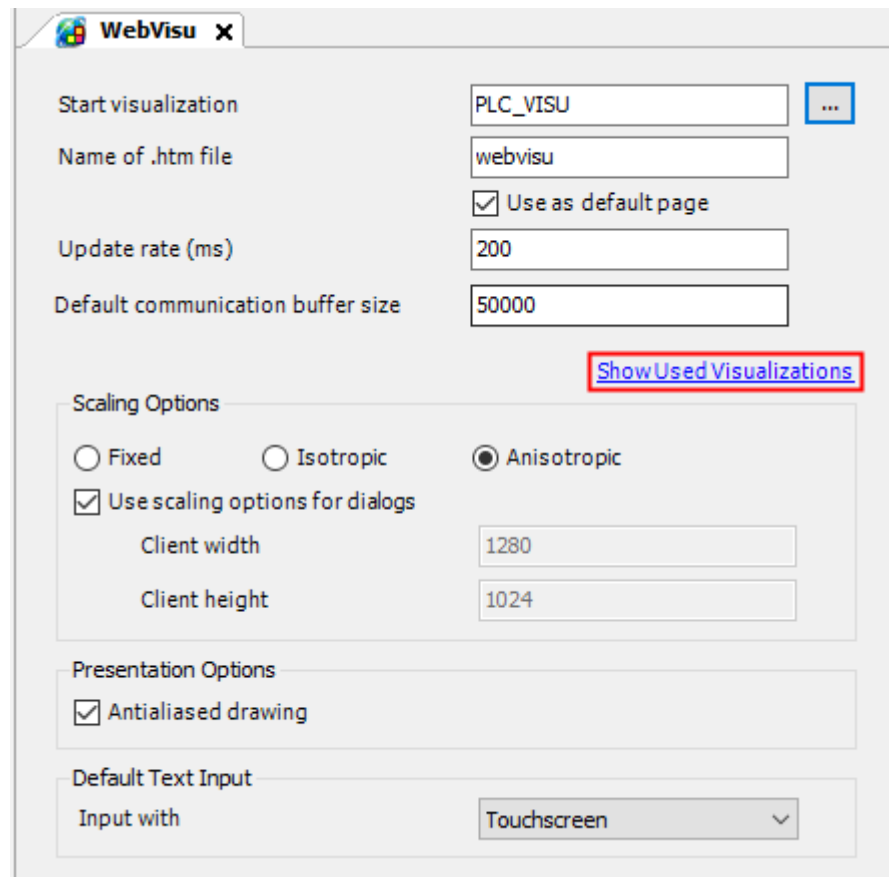 WebVisu
Start visualization PLC_VISU ...
Name of .htm file webvisu
Use as default page
Update rate (ms) 200
Default communication buffer size 50000
Show Used Visualizations
Scaling Options
Fixed Isotropic Anisotropic
Use scaling options for dialogs
Client width 1280
Client height 1024
Presentation Options
Antialiased drawing
Default Text Input
Input with Touchscreen